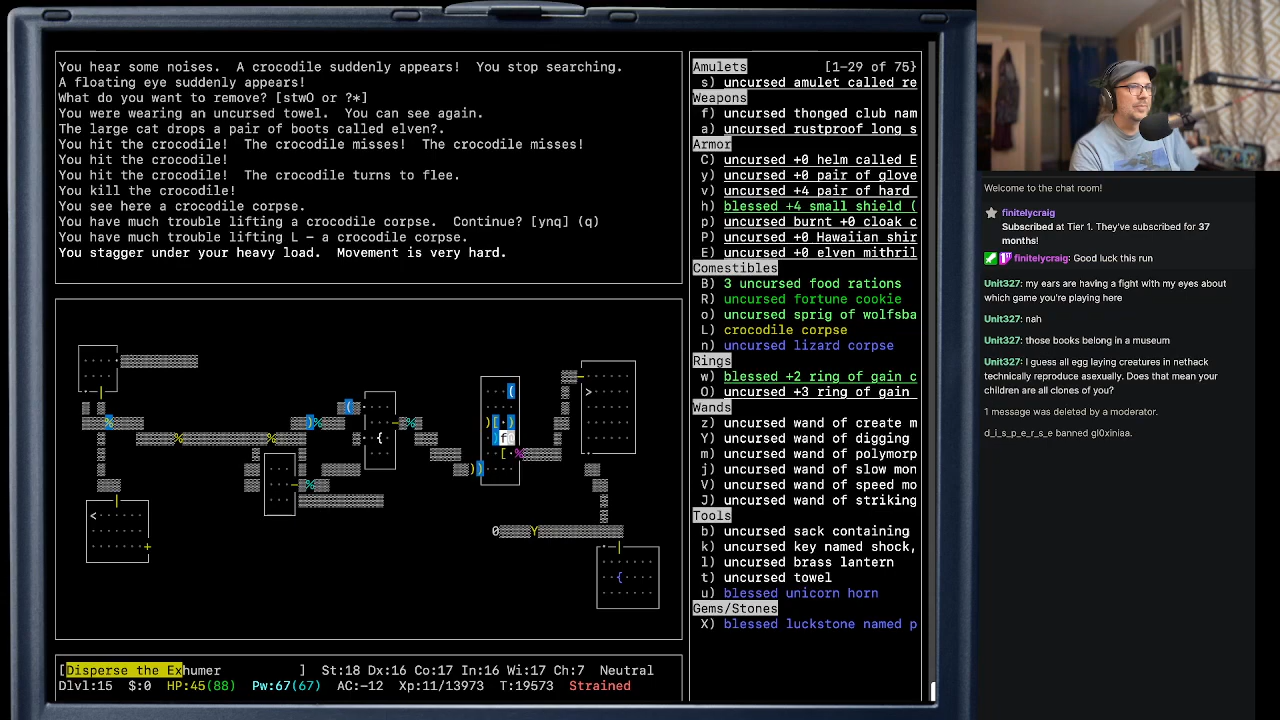 You hear some noises.  A crocodile suddenly appears!  You stop searching.
A floating eye suddenly appears!
What do you want to remove? [stwO or ?*]
You were wearing an uncursed towel.  You can see again.
The large cat drops a pair of boots called elven?.
You hit the crocodile!  The crocodile misses!  The crocodile misses!
You hit the crocodile!
You hit the crocodile!  The crocodile turns to flee.
You kill the crocodile!
You see here a crocodile corpse.
You have much trouble lifting a crocodile corpse.  Continue? [ynq] (q)
You have much trouble lifting L - a crocodile corpse.
You stagger under your heavy load.  Movement is very hard.
[Disperse the Exhumer          ]  St:18 Dx:16 Co:17 In:16 Wi:17 Ch:7  Neutral
Dlvl:15  $:0  HP:45(88)  Pw:67(67)  AC:-12  Xp:11/13973  T:19573  Strained
Amulets [1-29 of 75}
s) uncursed amulet called re
Weapons
f) uncursed thonged club nam
a) uncursed rustproof long s
Armor
C) uncursed +0 helm called E
y) uncursed +0 pair of glove
v) uncursed +4 pair of hard
h) blessed +4 small shield (
p) uncursed burnt +0 cloak c
P) uncursed +0 Hawaiian shir
E) uncursed +0 elven mithril
Comestibles
B) 3 uncursed food rations
R) uncursed fortune cookie
o) uncursed sprig of wolfsba
L) crocodile corpse
n) uncursed lizard corpse
Rings
w) blessed +2 ring of gain c
O) uncursed +3 ring of gain
Wands
z) uncursed wand of create m
Y) uncursed wand of digging
m) uncursed wand of polymorp
j) uncursed wand of slow mon
V) uncursed wand of speed mo
J) uncursed wand of striking
Tools
b) uncursed sack containing
k) uncursed key named shock,
l) uncursed brass lantern
t) uncursed towel
u) blessed unicorn horn
Gems/Stones
X) blessed luckstone named p
Welcome to the chat room!
finitelycraig
Subscribed at Tier 1. They've subscribed for 37
months!
finitelycraig: Good luck this run
Unit327: my ears are having a fight with my eyes about
which game you're playing here
Unit327: nah
Unit327: those books belong in a museum
Unit327: I guess all egg laying creatures in nethack
technically reproduce asexually. Does that mean your
children are all clones of you?
1 message was deleted by a moderator.
d_i_s_p_e_r_s_e banned gl0xiniaa.